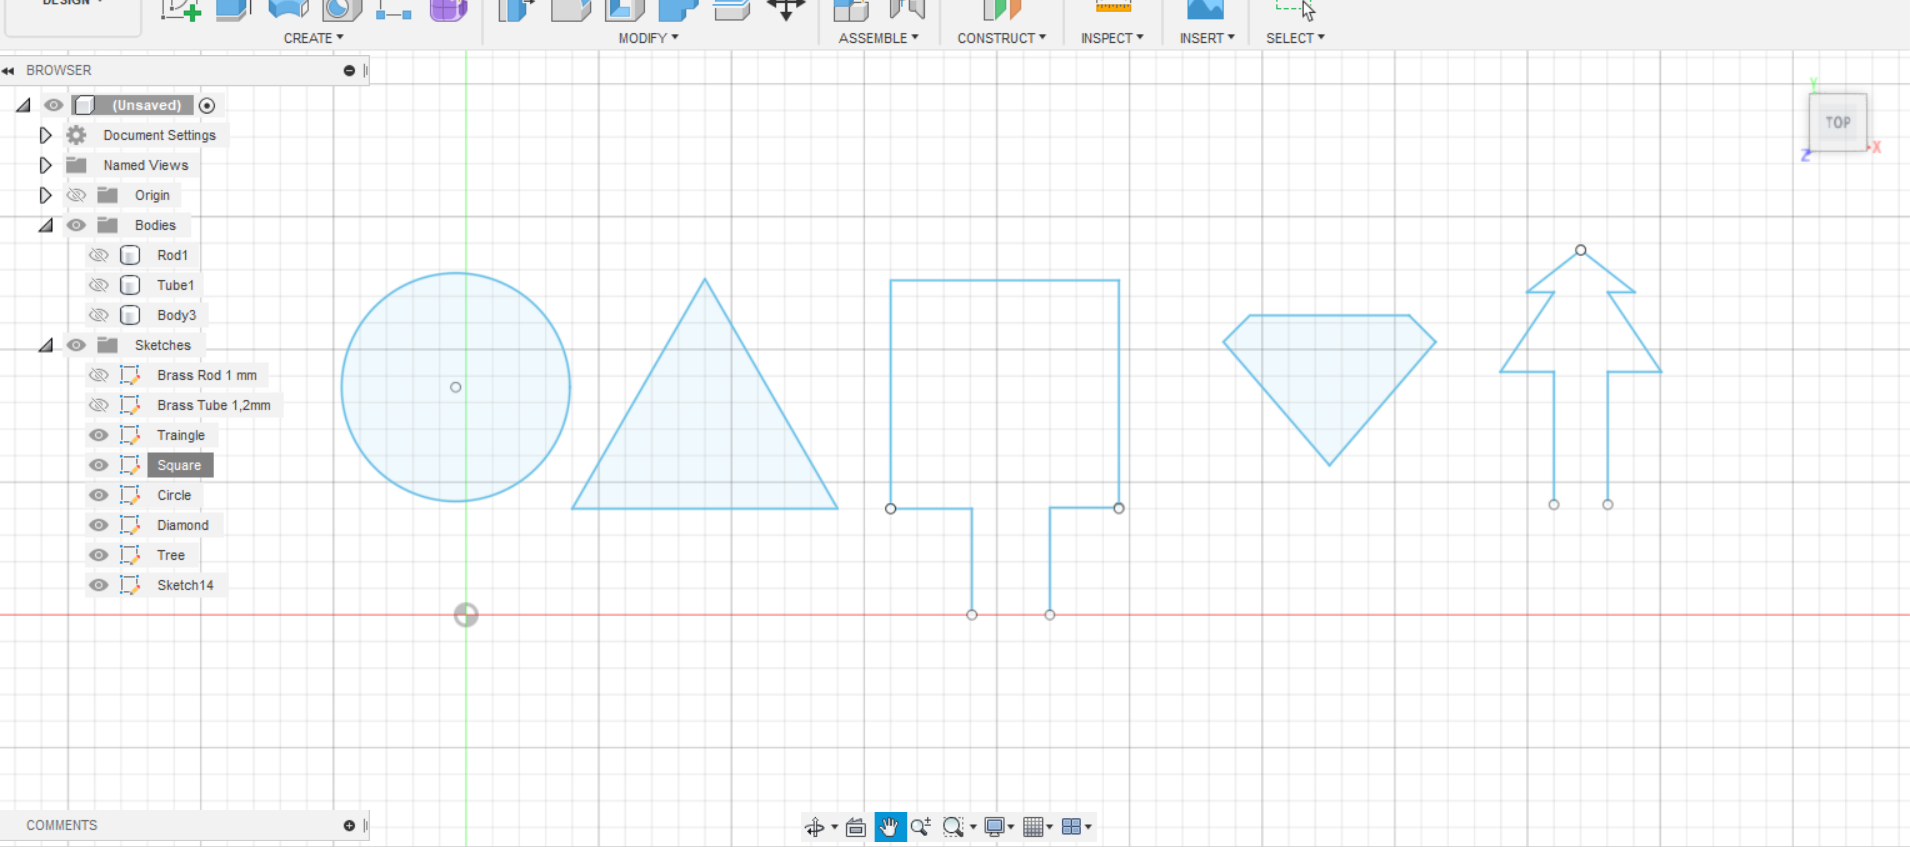 DESIGN
CREATE MODIFY ASSEMBLE CONSTRUCT INSPECT INSERT SELECT
BROWSER
(Unsaved)
Document Settings
Named Views
Origin
Bodies
Rod1
Tube1
Body3
Sketches
Brass Rod 1 mm
Brass Tube 1,2mm
Traingle
Square
Circle
Diamond
Tree
Sketch14
Y
TOP
X
Z
COMMENTS